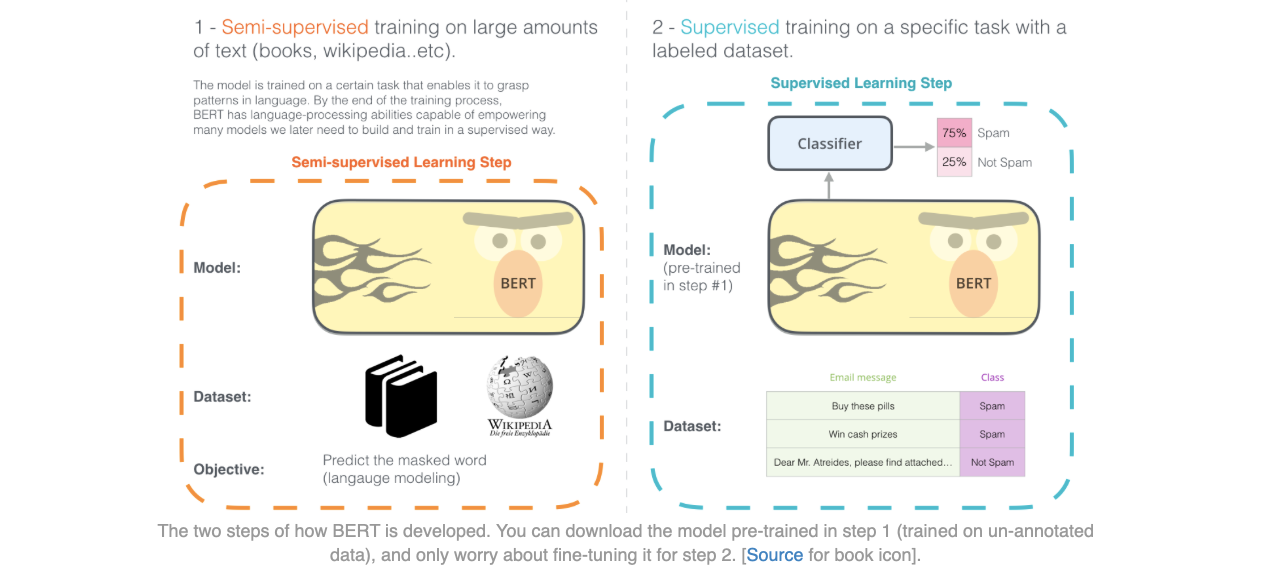 1 - Semi-supervised training on large amounts
of text (books, wikipedia..etc).
The model is trained on a certain task that enables it to grasp
patterns in language. By the end of the training process,
BERT has language-processing abilities capable of empowering
many models we later need to build and train in a supervised way.
Semi-supervised Learning Step
Model:
BERT
Dataset:
WIKIPEDIA
Die freie Enzyklopädie
Objective:
Predict the masked word
(langauge modeling)
2 - Supervised training on a specific task with a
labeled dataset.
Supervised Learning Step
Classifier
75% Spam
25% Not Spam
Model:
(pre-trained
in step #1)
BERT
Dataset:
Email message Class
Buy these pills Spam
Win cash prizes Spam
Dear Mr. Atreides, please find attached... Not Spam
The two steps of how BERT is developed. You can download the model pre-trained in step 1 (trained on un-annotated
data), and only worry about fine-tuning it for step 2. [Source for book icon].